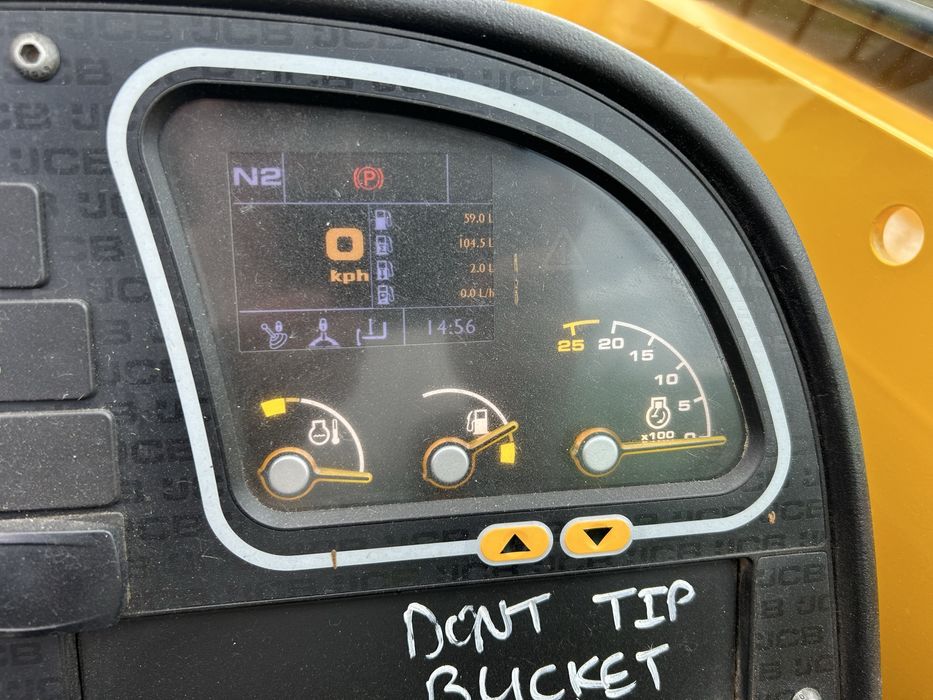 JCB
N2
P
0
kph
59.0 L
104.5 L
2.0 L
0.0 L/h
14:56
25 20
15
10
5
x100 0
DONT TIP
BUCKET